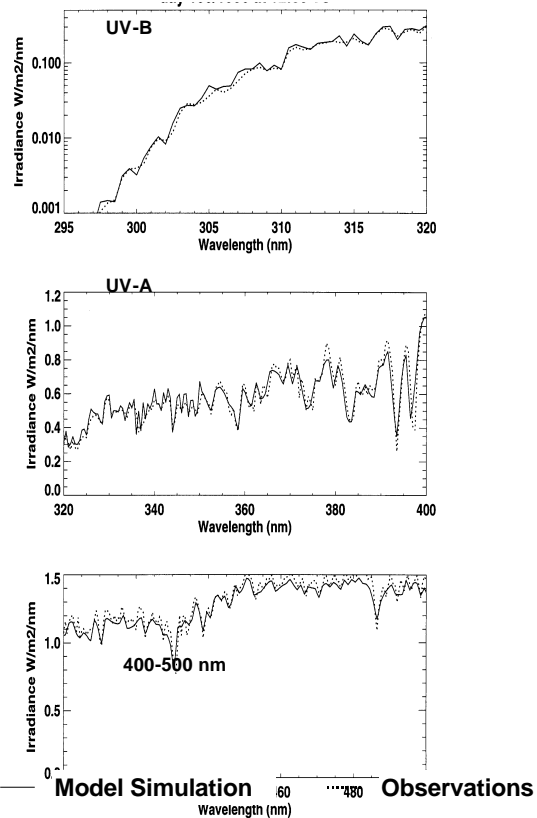 UV-B
Irradiance W/m2/nm
0.100
0.010
0.001
295 300 305 310 315 320
Wavelength (nm)
UV-A
Irradiance W/m2/nm
1.2
1.0
0.8
0.6
0.4
0.2
0.0
320 340 360 380 400
Wavelength (nm)
Irradiance W/m2/nm
1.5
1.0
0.5
400-500 nm
Model Simulation
480
Observations
Wavelength (nm)